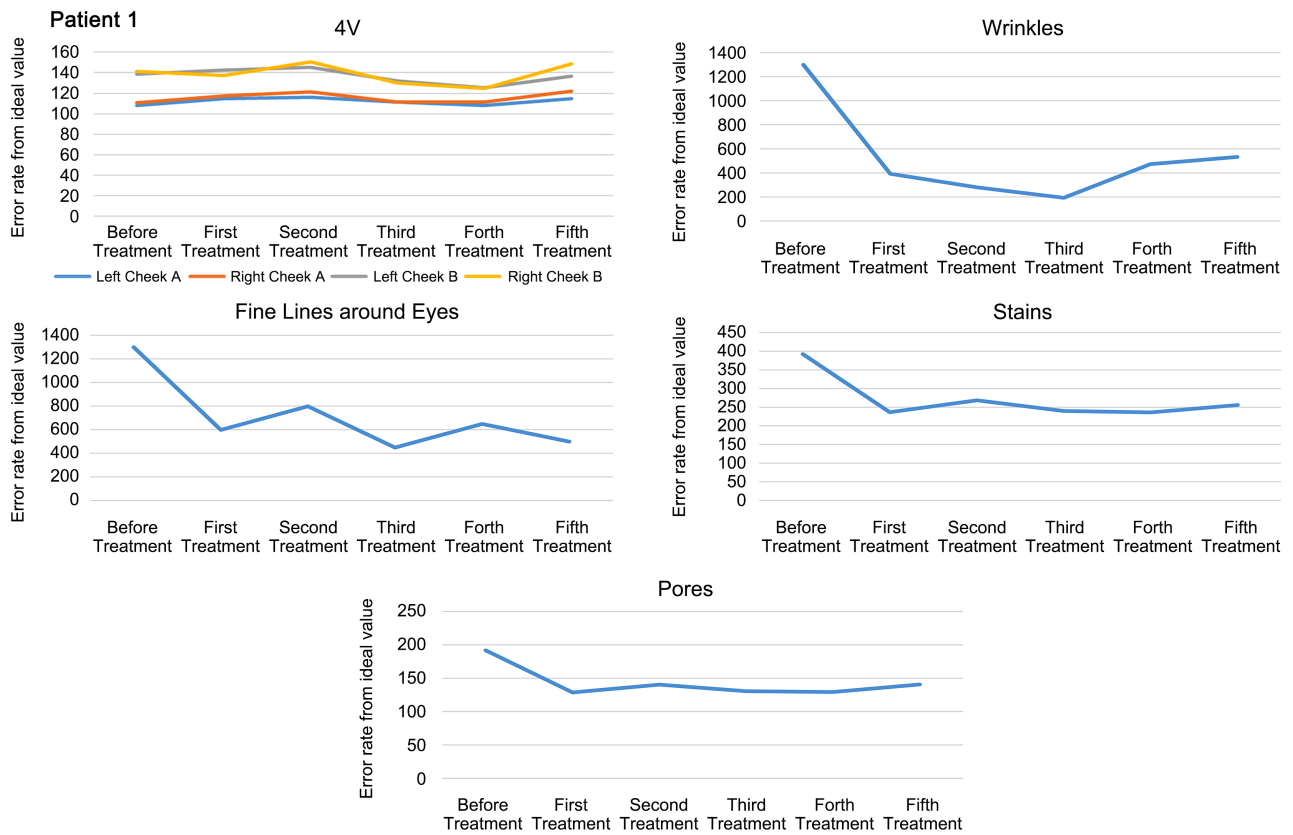 Patient 1
4V
Error rate from ideal value
160
140
120
100
80
60
40
20
0
Before Treatment
First Treatment
Second Treatment
Third Treatment
Forth Treatment
Fifth Treatment
Left Cheek A
Right Cheek A
Left Cheek B
Right Cheek B
Wrinkles
Error rate from ideal value
1400
1200
1000
800
600
400
200
0
Before Treatment
First Treatment
Second Treatment
Third Treatment
Forth Treatment
Fifth Treatment
Fine Lines around Eyes
Error rate from ideal value
1400
1200
1000
800
600
400
200
0
Before Treatment
First Treatment
Second Treatment
Third Treatment
Forth Treatment
Fifth Treatment
Stains
Error rate from ideal value
450
400
350
300
250
200
150
100
50
0
Before Treatment
First Treatment
Second Treatment
Third Treatment
Forth Treatment
Fifth Treatment
Pores
Error rate from ideal value
250
200
150
100
50
0
Before Treatment
First Treatment
Second Treatment
Third Treatment
Forth Treatment
Fifth Treatment